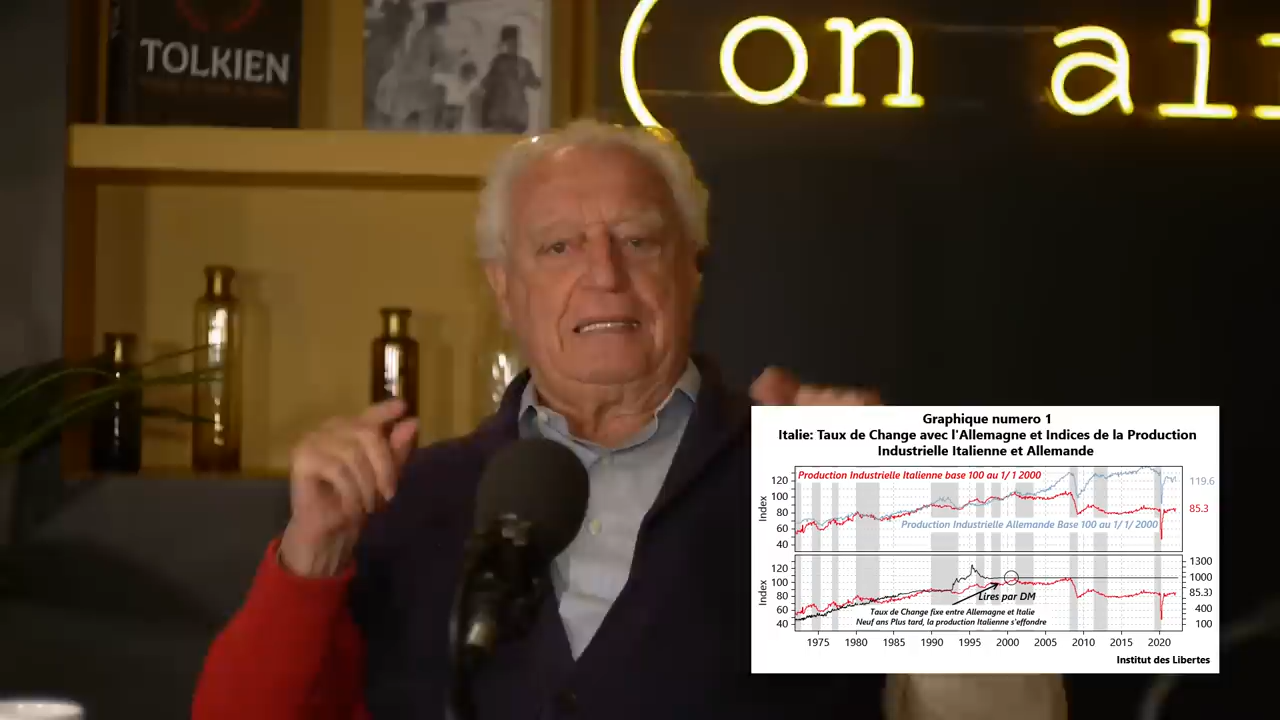 TOLKIEN
(on air
Graphique numero 1
Italie: Taux de Change avec l'Allemagne et Indices de la Production
Industrielle Italienne et Allemande
Production Industrielle Italienne base 100 au 1/ 1 2000
Production Industrielle Allemande Base 100 au 1/ 1/ 2000
Index
120
100
80
60
40
119.6
85.3
Lires par DM
Taux de Change fixe entre Allemagne et Italie
Neuf ans Plus tard, la production Italienne s'effondre
Index
120
100
80
60
40
1300
1000
85.33
400
100
1975 1980 1985 1990 1995 2000 2005 2010 2015 2020
Institut des Libertes